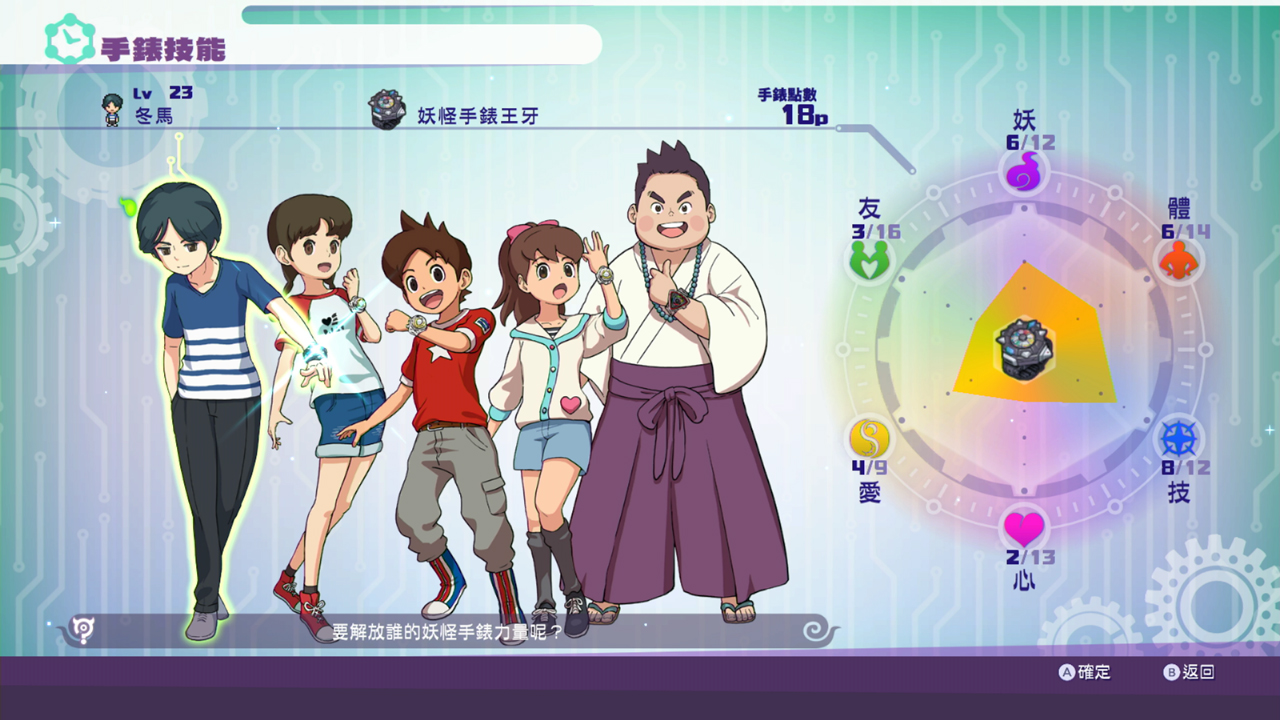 手錶技能
Lv 23
冬馬
妖怪手錶王牙
手錶點數
18p
妖
6/12
友
3/16
體
6/14
4/9
愛
8/12
技
2/13
心
要解放誰的妖怪手錶力量呢？
A 確定
B 返回